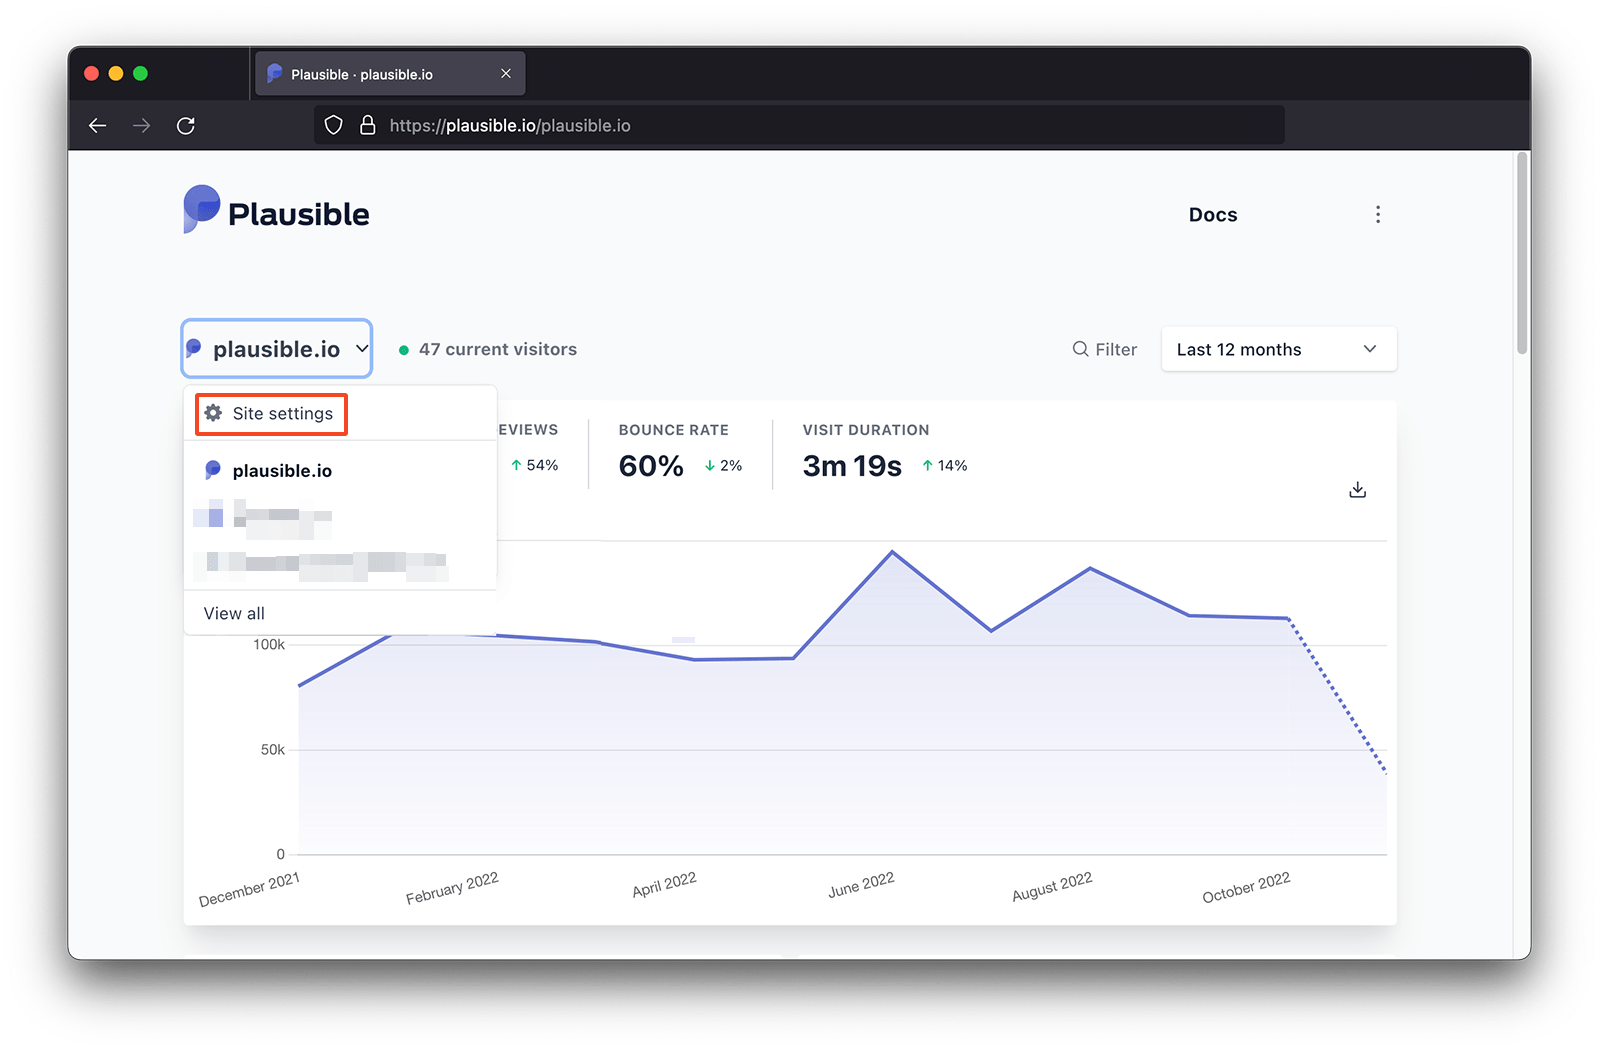 Plausible · plausible.io
https://plausible.io/plausible.io
Plausible
Docs
plausible.io
47 current visitors
Filter
Last 12 months
Site settings
EVIEWS
54%
BOUNCE RATE
60% 2%
VISIT DURATION
3m 19s 14%
plausible.io
View all
100k
50k
0
December 2021
February 2022
April 2022
June 2022
August 2022
October 2022